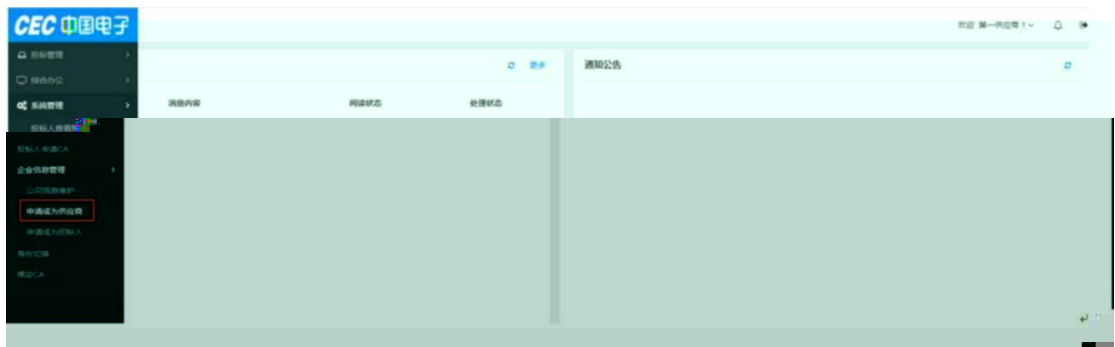 CEC 中国电子
欢迎 第一供应商 1
投标管理
更多
通知公告
综合办公
系统管理
消息内容
阅读状态
处理状态
投标人申请CA
企业信息管理
公司信息维护
申请成为供应商
申请成为招标人
身份切换
绑定CA